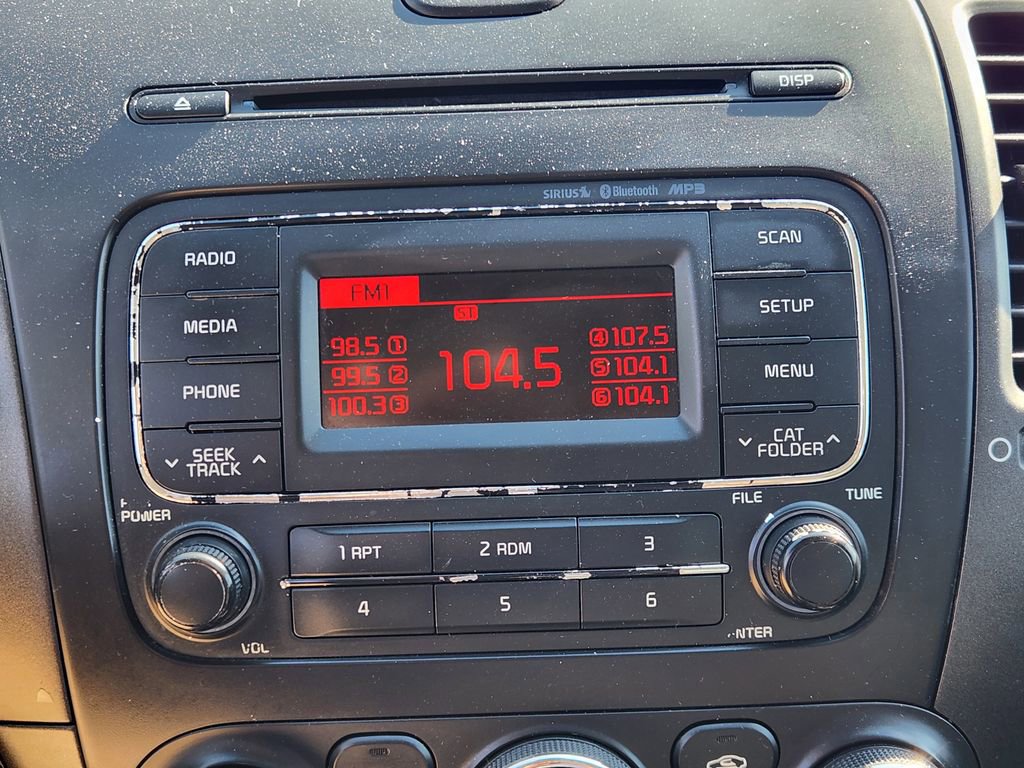 DISP
SIRIUS Bluetooth MP3
RADIO
MEDIA
PHONE
SEEK
TRACK
FM1
ST
98.5 1
99.5 2
100.3 3
104.5
4 107.5
5 104.1
6 104.1
SCAN
SETUP
MENU
CAT
FOLDER
POWER
VOL
1 RPT
2 RDM
3
4
5
6
FILE
TUNE
NTER